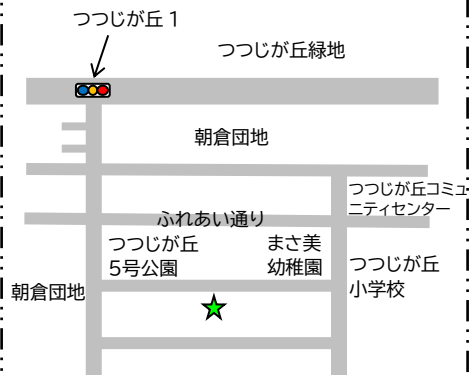 つつじが丘1
つつじが丘緑地
朝倉団地
つつじが丘コミュ
ニティセンター
ふれあい通り
つつじが丘
5号公園
まさ美
幼稚園
つつじが丘
小学校
朝倉団地